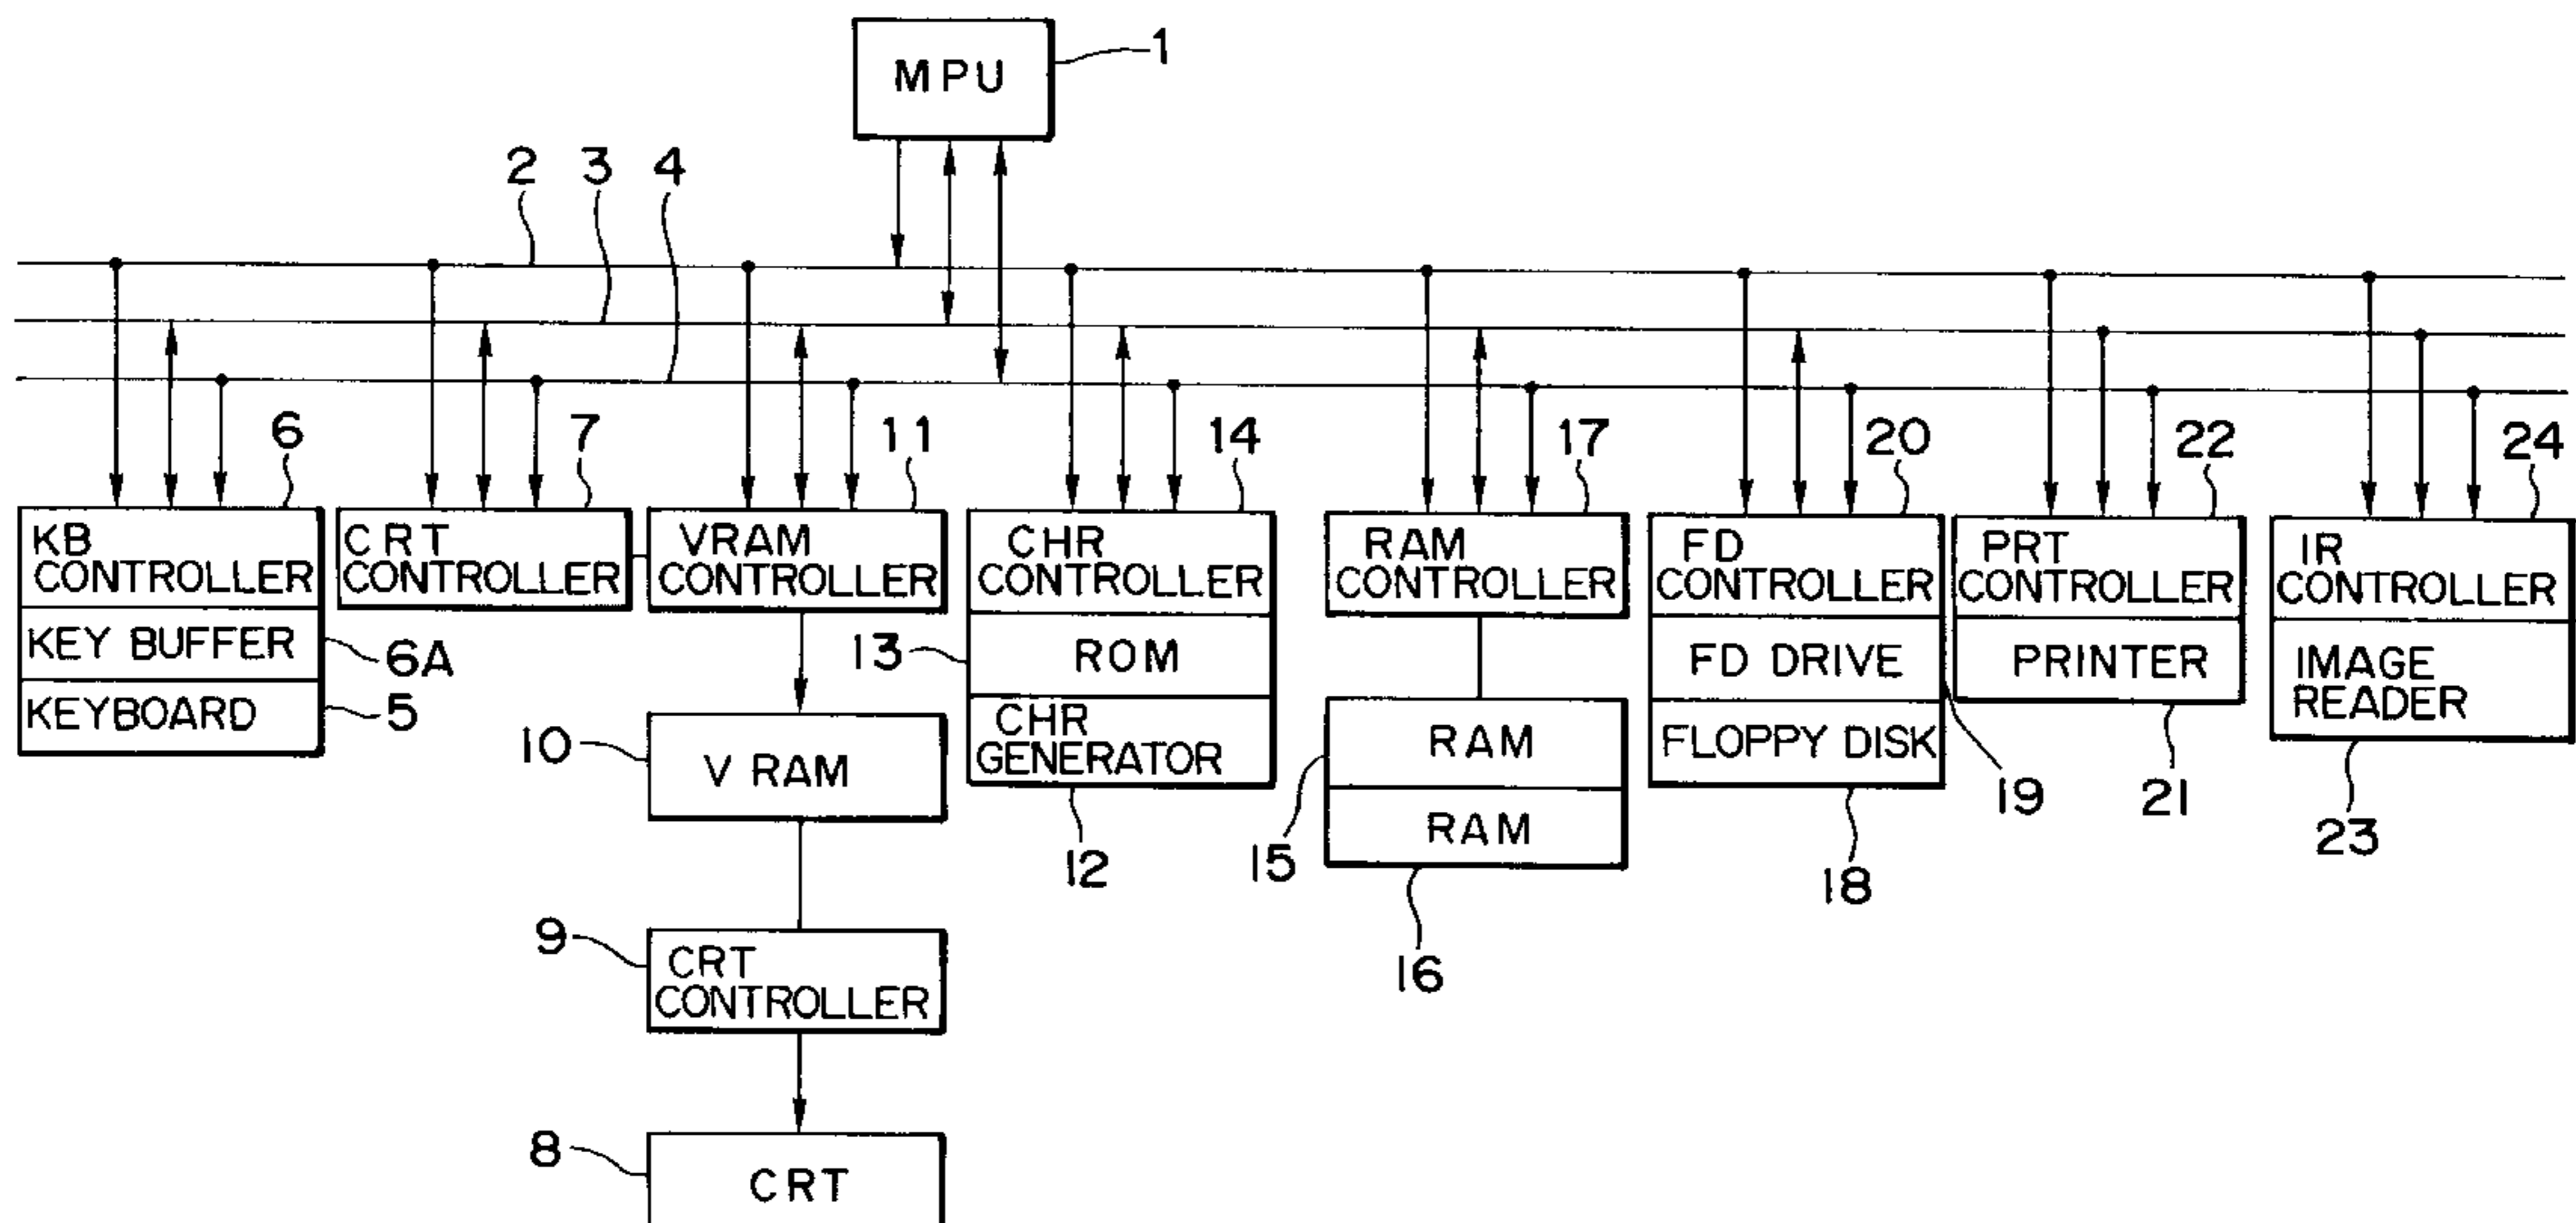 MPU
1
2
3
4
6
7
11
14
17
20
22
24
KB
CONTROLLER
KEY BUFFER
6A
KEYBOARD
5
CRT
CONTROLLER
VRAM
CONTROLLER
10
V RAM
9
CRT
CONTROLLER
8
CRT
CHR
CONTROLLER
13
ROM
CHR
GENERATOR
12
RAM
CONTROLLER
15
RAM
RAM
16
FD
CONTROLLER
FD DRIVE
FLOPPY DISK
19
18
PRT
CONTROLLER
PRINTER
21
IR
CONTROLLER
IMAGE
READER
23